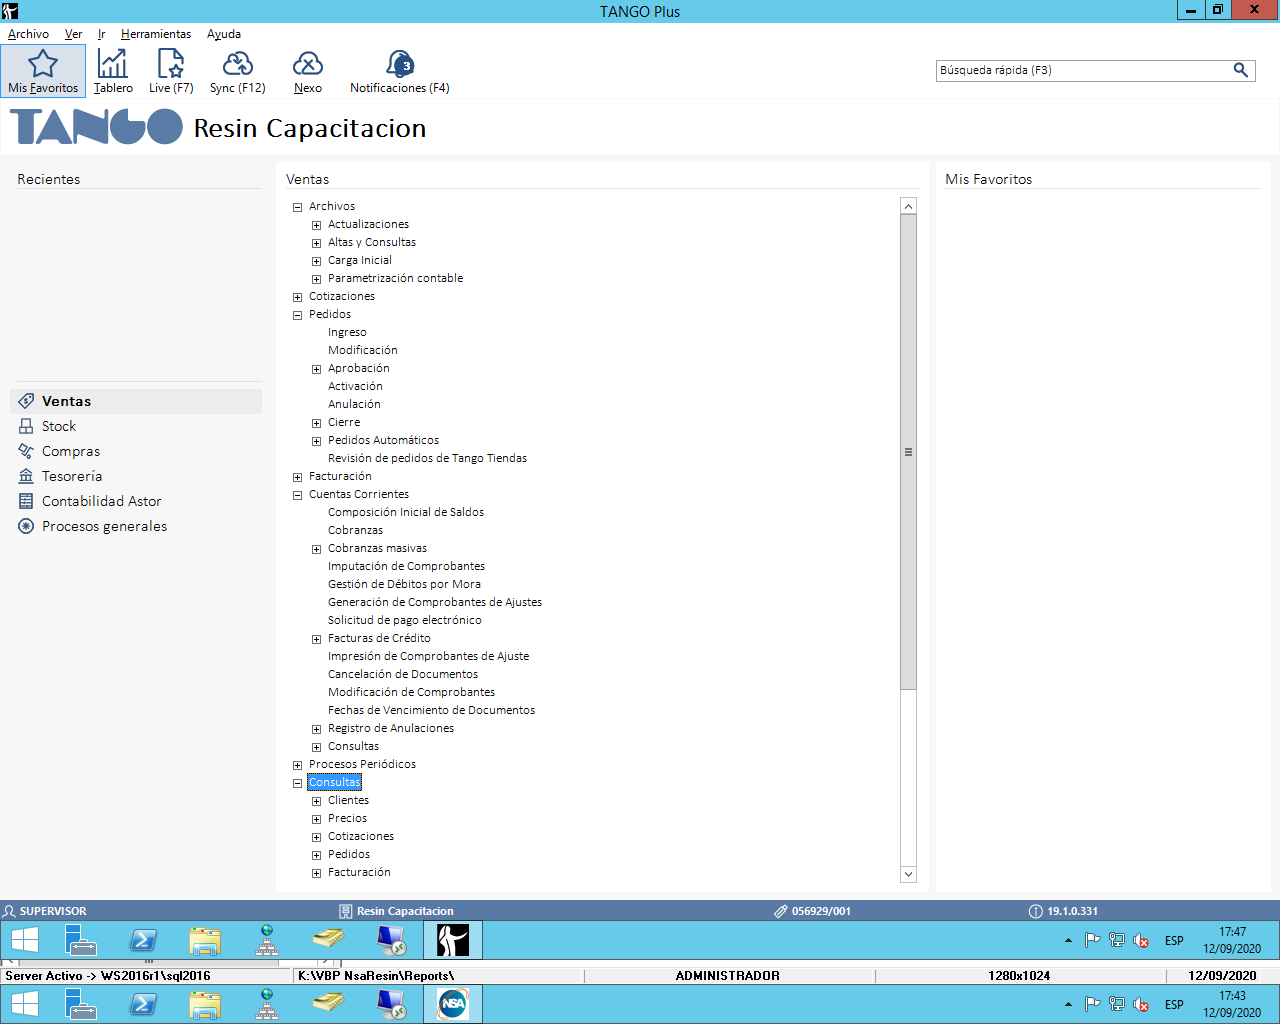 TANGO Plus
Archivo Ver Ir Herramientas Ayuda
Mis Favoritos Tablero Live (F7) Sync (F12) Nexo Notificaciones (F4)
3
Búsqueda rápida (F3)
TANGO Resin Capacitacion
Recientes
Ventas
Stock
Compras
Tesorería
Contabilidad Astor
Procesos generales
Ventas
Archivos
Actualizaciones
Altas y Consultas
Carga Inicial
Parametrización contable
Cotizaciones
Pedidos
Ingreso
Modificación
Aprobación
Activación
Anulación
Cierre
Pedidos Automáticos
Revisión de pedidos de Tango Tiendas
Facturación
Cuentas Corrientes
Composición Inicial de Saldos
Cobranzas
Cobranzas masivas
Imputación de Comprobantes
Gestión de Débitos por Mora
Generación de Comprobantes de Ajustes
Solicitud de pago electrónico
Facturas de Crédito
Impresión de Comprobantes de Ajuste
Cancelación de Documentos
Modificación de Comprobantes
Fechas de Vencimiento de Documentos
Registro de Anulaciones
Consultas
Procesos Periódicos
Consultas
Clientes
Precios
Cotizaciones
Pedidos
Facturación
Mis Favoritos
SUPERVISOR Resin Capacitacion 056929/001 19.1.0.331
ESP 17:47
12/09/2020
Server Activo -> WS2016r1\sql2016 K:\VBP NsaResin\Reports\ ADMINISTRADOR 1280x1024 12/09/2020
NSA ESP 17:43
12/09/2020